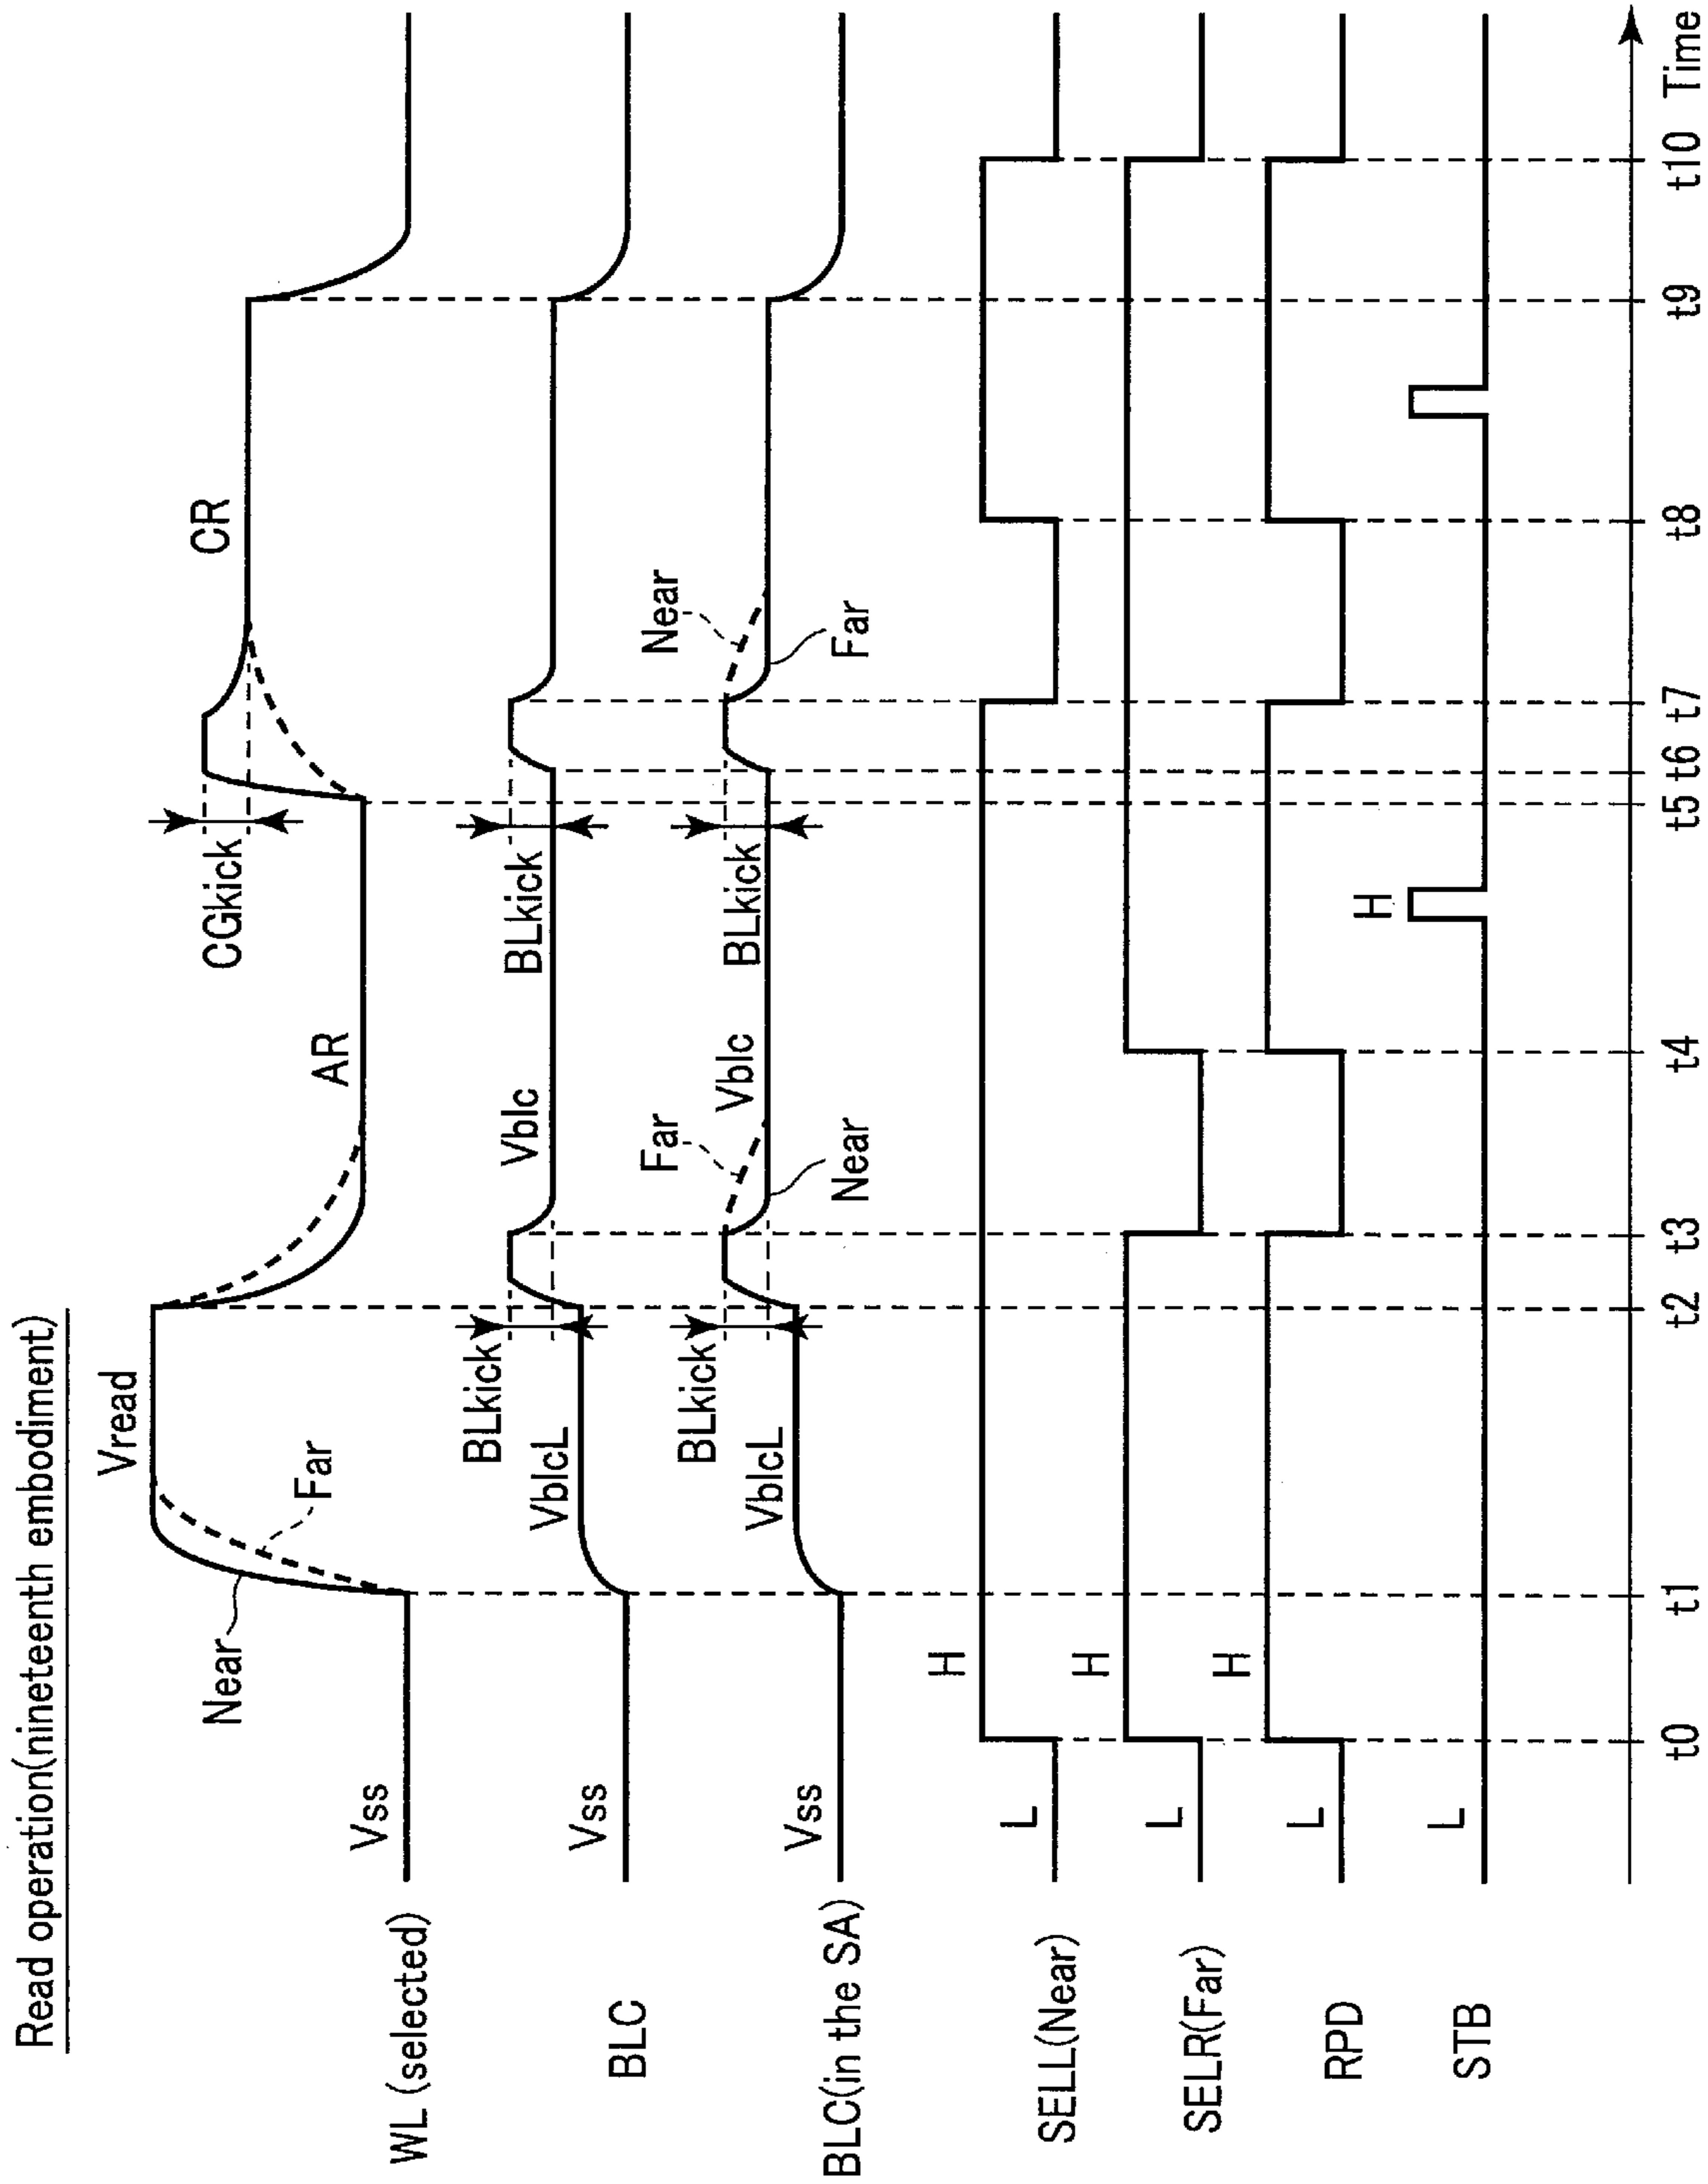 Read operation(nineteenth embodiment)
WL (selected)
Vss
Near
Far
Vread
AR
CGkick
CR
BLC
Vss
VblcL
BLkick
Vblc
BLkick
BLC(in the SA)
Vss
VblcL
BLkick
Far
Near
Vblc
BLkick
Near
Far
SELL(Near)
L
H
SELR(Far)
L
H
RPD
L
H
STB
L
H
t0 t1 t2 t3 t4 t5 t6 t7 t8 t9 t10 Time